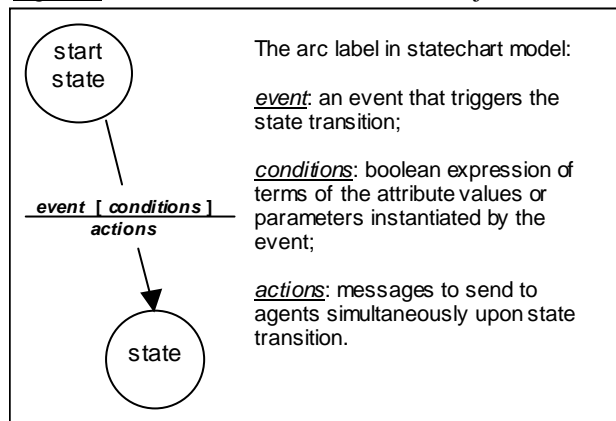 start
state
event [ conditions ]
actions
state
The arc label in statechart model:
event: an event that triggers the
state transition;
conditions: boolean expression of
terms of the attribute values or
parameters instantiated by the
event;
actions: messages to send to
agents simultaneously upon state
transition.